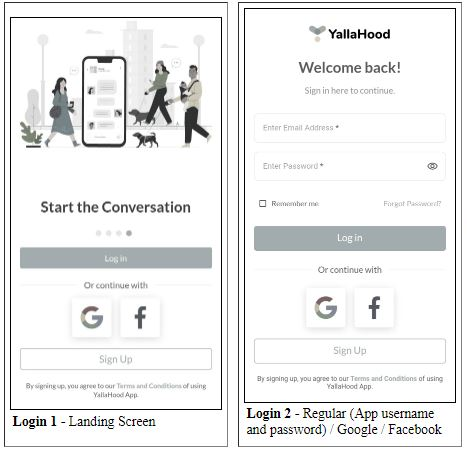 Start the Conversation
Log in
Or continue with
G f
Sign Up
By signing up, you agree to our Terms and Conditions of using
YallaHood App.
Login 1 - Landing Screen
YallaHood
Welcome back!
Sign in here to continue.
Enter Email Address *
Enter Password *
Remember me
Forgot Password?
Log in
Or continue with
G f
Sign Up
By signing up, you agree to our Terms and Conditions of using
YallaHood App.
Login 2 - Regular (App username
and password) / Google / Facebook